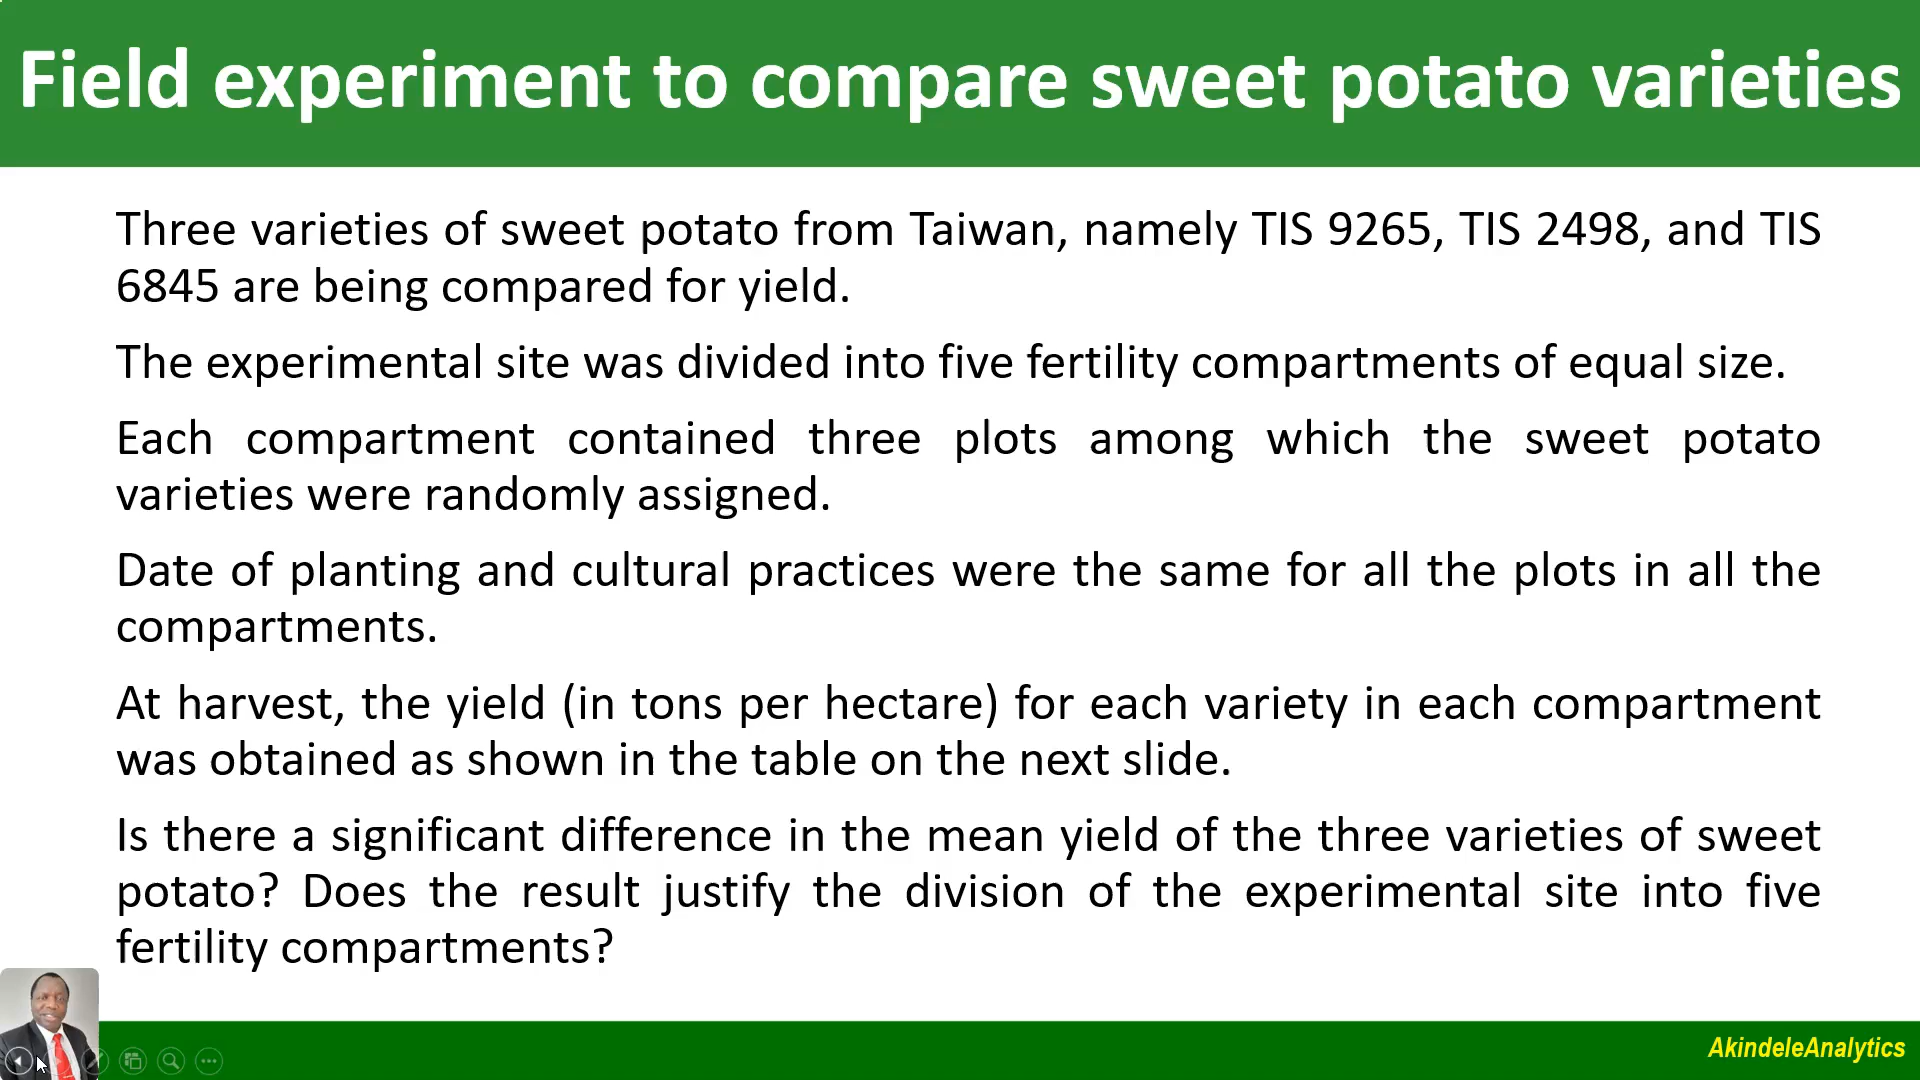 Field experiment to compare sweet potato varieties
Three varieties of sweet potato from Taiwan, namely TIS 9265, TIS 2498, and TIS
6845 are being compared for yield.
The experimental site was divided into five fertility compartments of equal size.
Each compartment contained three plots among which the sweet potato
varieties were randomly assigned.
Date of planting and cultural practices were the same for all the plots in all the
compartments.
At harvest, the yield (in tons per hectare) for each variety in each compartment
was obtained as shown in the table on the next slide.
Is there a significant difference in the mean yield of the three varieties of sweet
potato? Does the result justify the division of the experimental site into five
fertility compartments?
AkindeleAnalytics